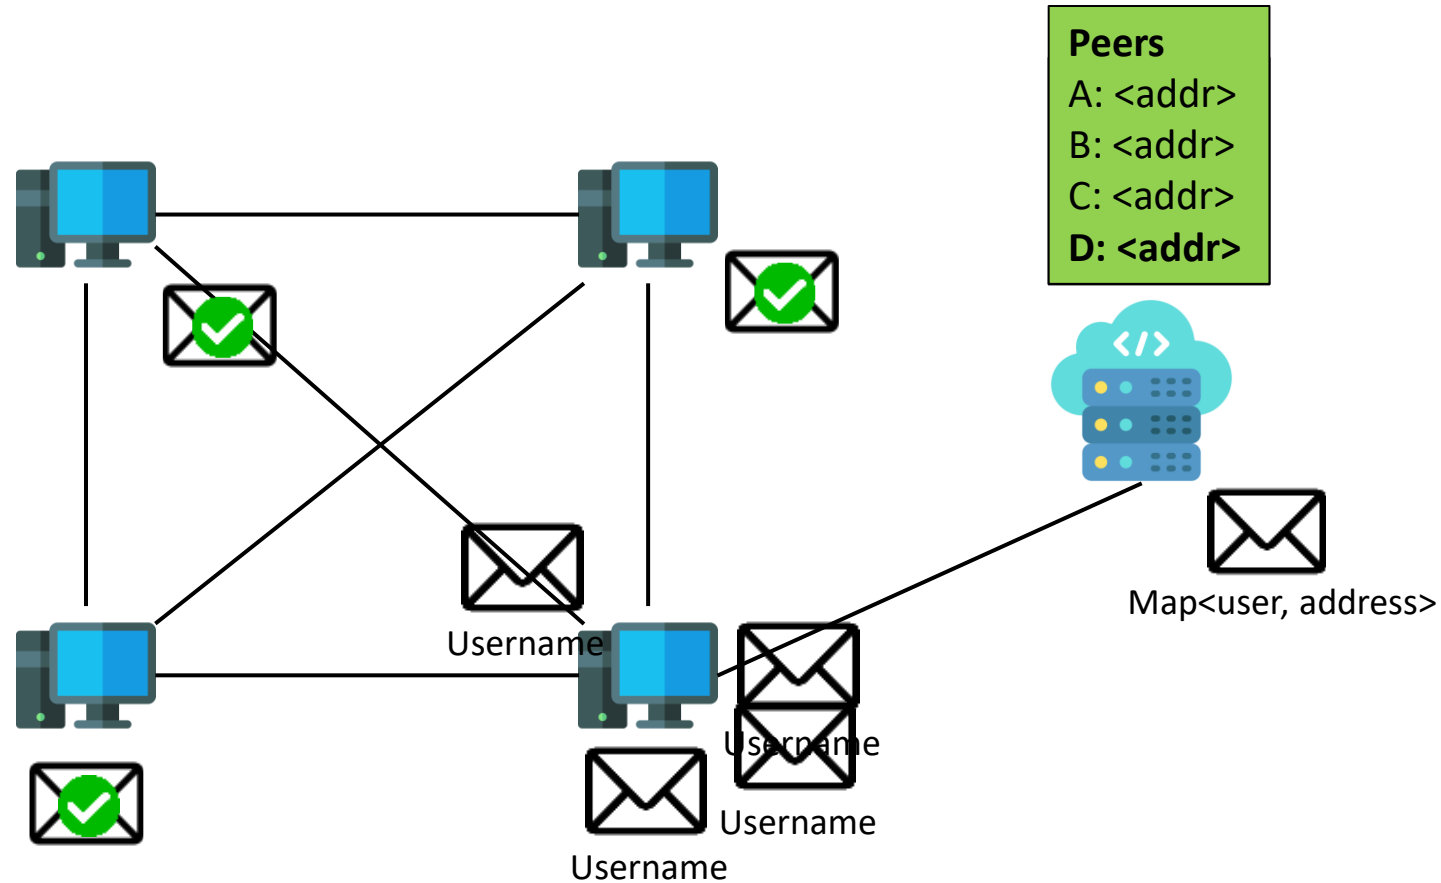 Peers
A: <addr>
B: <addr>
C: <addr>
D: <addr>
</>
Map<user, address>
Username
Username
Username
Username